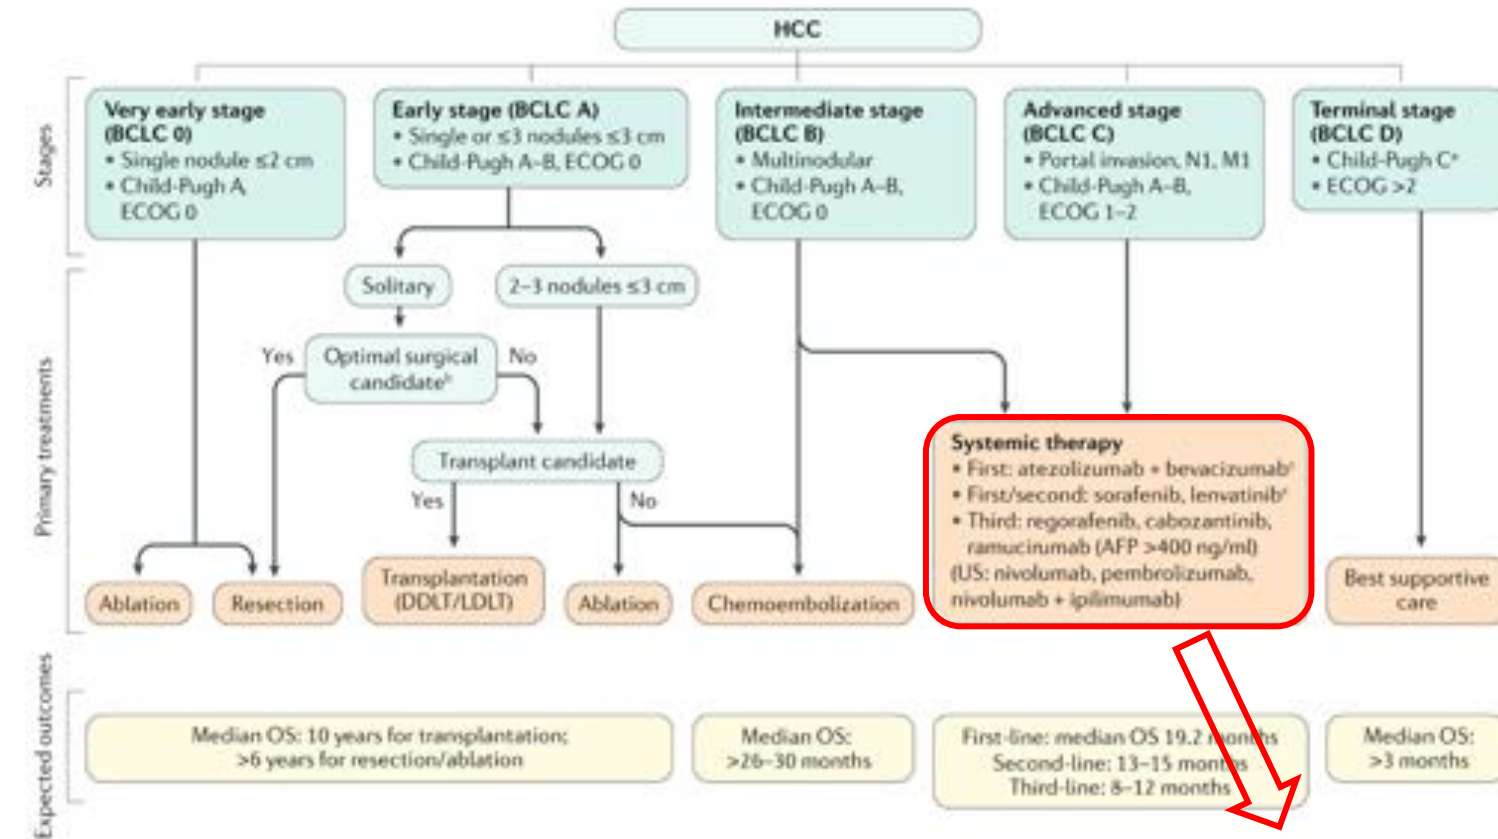 HCC
Stages
Very early stage
(BCLC 0)
• Single nodule ≤2 cm
• Child-Pugh A,
ECOG 0
Early stage (BCLC A)
• Single or ≤3 nodules ≤3 cm
• Child-Pugh A–B, ECOG 0
Intermediate stage
(BCLC B)
• Multinodular
• Child-Pugh A–B,
ECOG 0
Advanced stage
(BCLC C)
• Portal invasion, N1, M1
• Child-Pugh A–B,
ECOG 1–2
Terminal stage
(BCLC D)
• Child-Pugh Cᵃ
• ECOG >2
Primary treatments
Solitary
2–3 nodules ≤3 cm
Yes
Optimal surgical
candidateᵇ
No
Transplant candidate
Yes
No
Ablation
Resection
Transplantation
(DDLT/LDLT)
Ablation
Chemoembolization
Systemic therapy
• First: atezolizumab + bevacizumabᶜ
• First/second: sorafenib, lenvatinibᶜ
• Third: regorafenib, cabozantinib,
ramucirumab (AFP >400 ng/ml)
(US: nivolumab, pembrolizumab,
nivolumab + ipilimumab)
Best supportive
care
Expected outcomes
Median OS: 10 years for transplantation;
>6 years for resection/ablation
Median OS:
>26–30 months
First-line: median OS 19.2 months
Second-line: 13–15 months
Third-line: 8–12 months
Median OS:
>3 months